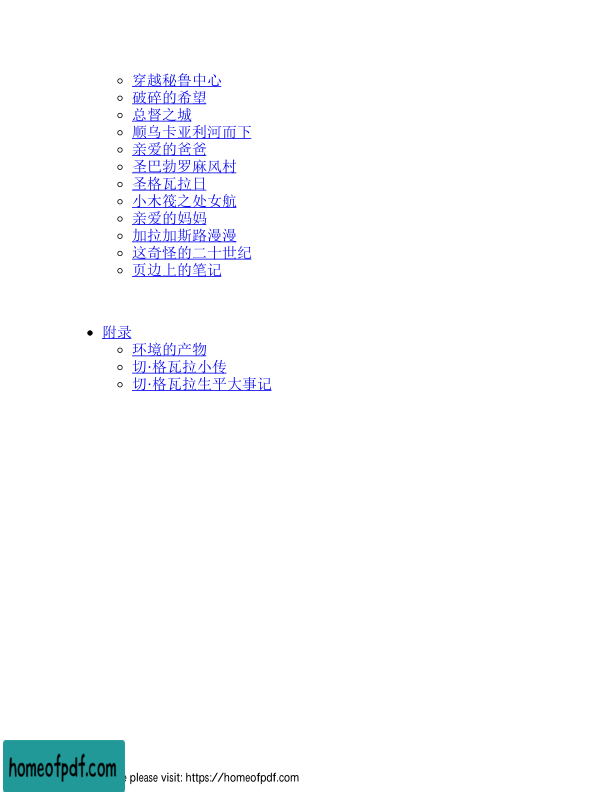 穿越秘鲁中心
破碎的希望
总督之城
顺乌卡亚利河而下
亲爱的爸爸
圣巴勃罗麻风村
圣格瓦拉日
小木筏之处女航
亲爱的妈妈
加拉加斯路漫漫
这奇怪的二十世纪
页边上的笔记
附录
环境的产物
切·格瓦拉小传
切·格瓦拉生平大事记
homeofpdf.com
please visit: https://homeofpdf.com